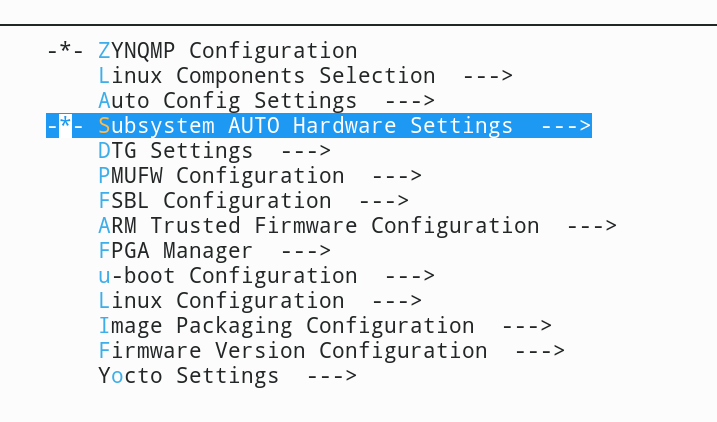 -*- ZYNQMP Configuration
Linux Components Selection  --->
Auto Config Settings  --->
-*- Subsystem AUTO Hardware Settings  --->
DTG Settings  --->
PMUFW Configuration  --->
FSBL Configuration  --->
ARM Trusted Firmware Configuration  --->
FPGA Manager  --->
u-boot Configuration  --->
Linux Configuration  --->
Image Packaging Configuration  --->
Firmware Version Configuration  --->
Yocto Settings  --->